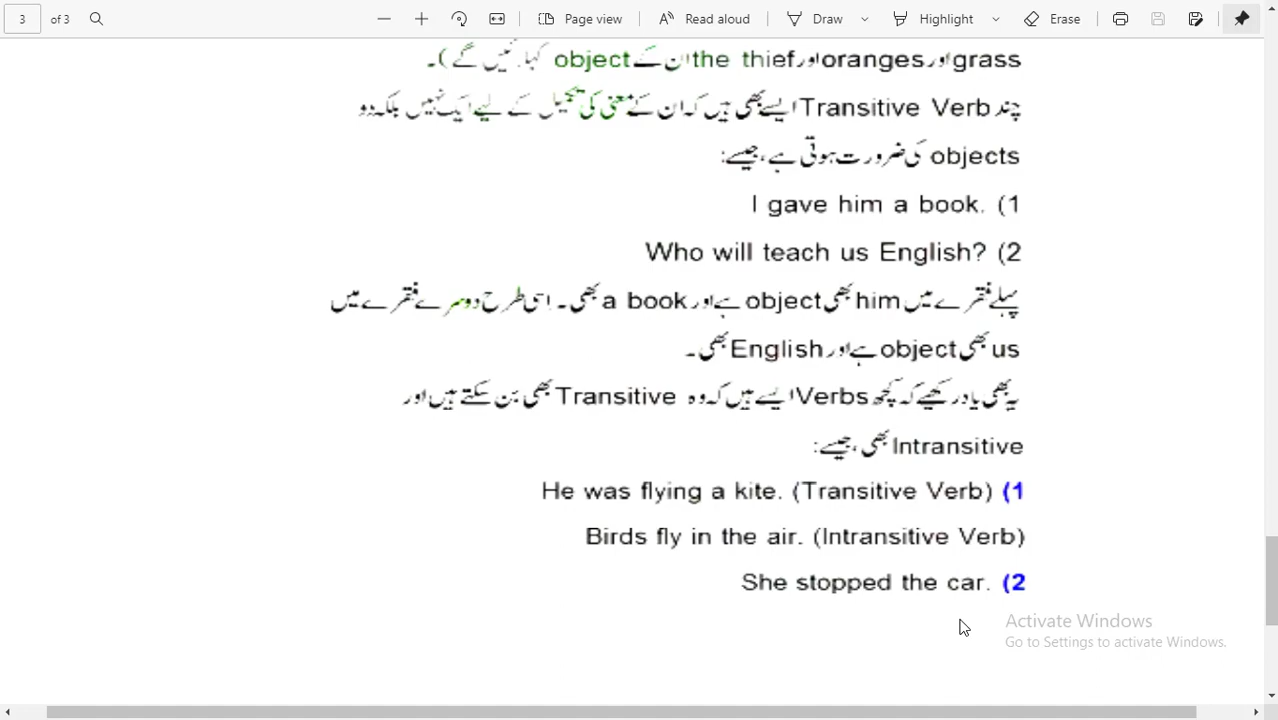 3 of 3 Page view Read aloud Draw Highlight Erase
grass اور oranges اور the thief ان کے object کہلائیں گے)۔
چند Transitive Verb ایسے بھی ہیں کہ ان کے معنی کی تکمیل کے لیے ایک نہیں بلکہ دو
objects کی ضرورت ہوتی ہے، جیسے:
I gave him a book. (1
Who will teach us English? (2
پہلے فقرے میں him بھی object ہے اور a book بھی۔ اسی طرح دوسرے فقرے میں
us بھی object ہے اور English بھی۔
یہ بھی یاد رکھیے کہ کچھ Verbs ایسے ہیں کہ وہ Transitive بھی بن سکتے ہیں اور
Intransitive بھی، جیسے:
He was flying a kite. (Transitive Verb) (1
Birds fly in the air. (Intransitive Verb)
She stopped the car. (2
Activate Windows
Go to Settings to activate Windows.